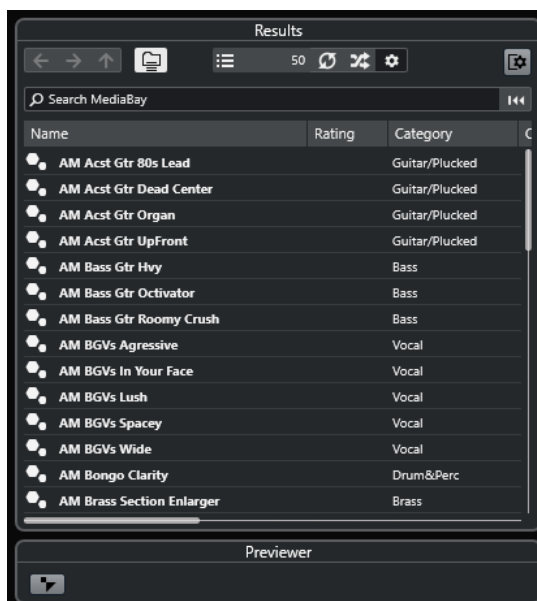 Results
50
Search MediaBay
Name Rating Category C
AM Acst Gtr 80s Lead Guitar/Plucked
AM Acst Gtr Dead Center Guitar/Plucked
AM Acst Gtr Organ Guitar/Plucked
AM Acst Gtr UpFront Guitar/Plucked
AM Bass Gtr Hvy Bass
AM Bass Gtr Octivator Bass
AM Bass Gtr Roomy Crush Bass
AM BGVs Agressive Vocal
AM BGVs In Your Face Vocal
AM BGVs Lush Vocal
AM BGVs Spacey Vocal
AM BGVs Wide Vocal
AM Bongo Clarity Drum&Perc
AM Brass Section Enlarger Brass
Previewer